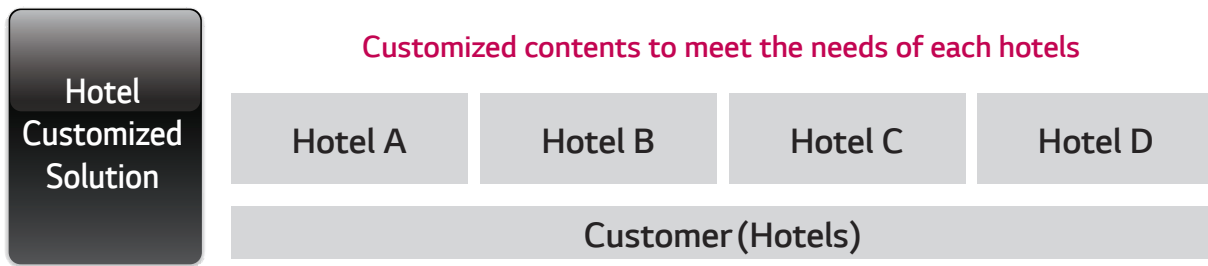 Hotel
Customized
Solution
Customized contents to meet the needs of each hotels
Hotel A
Hotel B
Hotel C
Hotel D
Customer (Hotels)